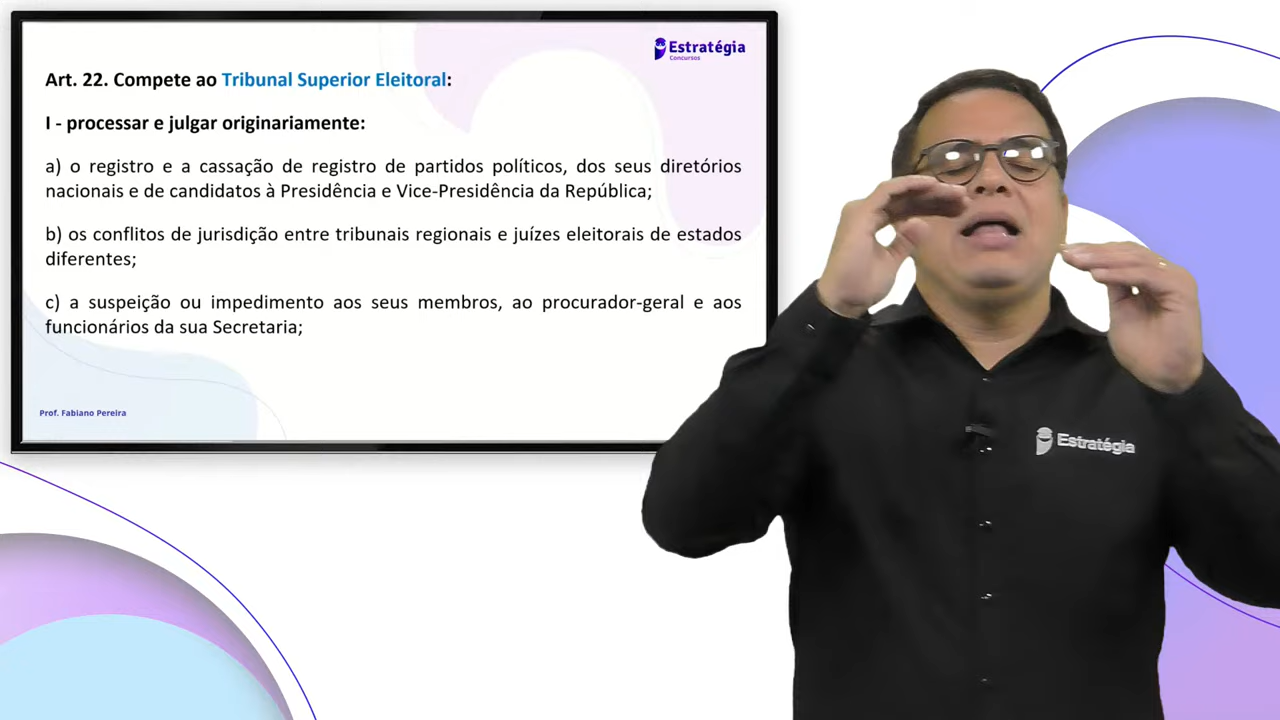 Estratégia
Concursos
Art. 22. Compete ao Tribunal Superior Eleitoral:
I - processar e julgar originariamente:
a) o registro e a cassação de registro de partidos políticos, dos seus diretórios
nacionais e de candidatos à Presidência e Vice-Presidência da República;
b) os conflitos de jurisdição entre tribunais regionais e juízes eleitorais de estados
diferentes;
c) a suspeição ou impedimento aos seus membros, ao procurador-geral e aos
funcionários da sua Secretaria;
Prof. Fabiano Pereira
Estratégia